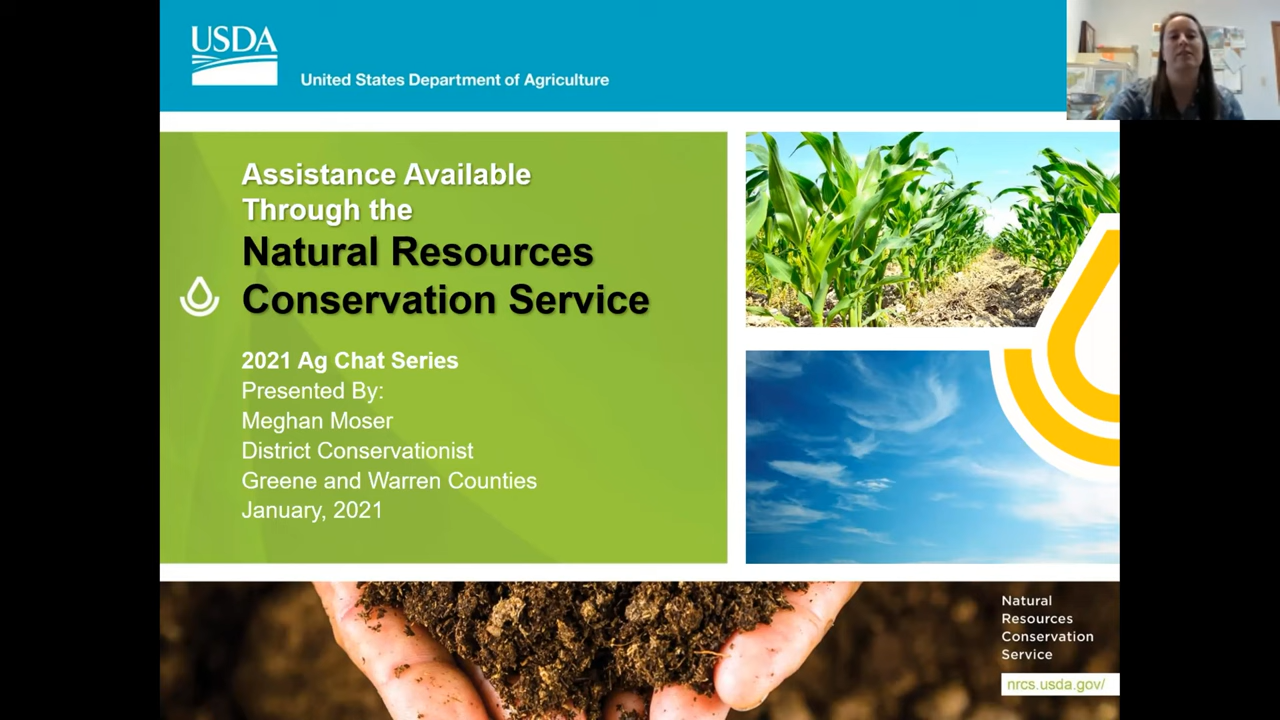 USDA
United States Department of Agriculture
Assistance Available
Through the
Natural Resources
Conservation Service
2021 Ag Chat Series
Presented By:
Meghan Moser
District Conservationist
Greene and Warren Counties
January, 2021
Natural
Resources
Conservation
Service
nrcs.usda.gov/